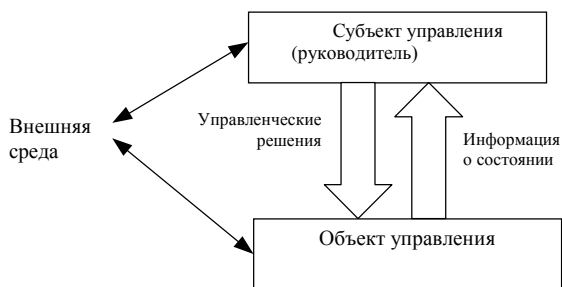 Субъект управления
(руководитель)
Управленческие
решения
Информация
о состоянии
Внешняя
среда
Объект управления